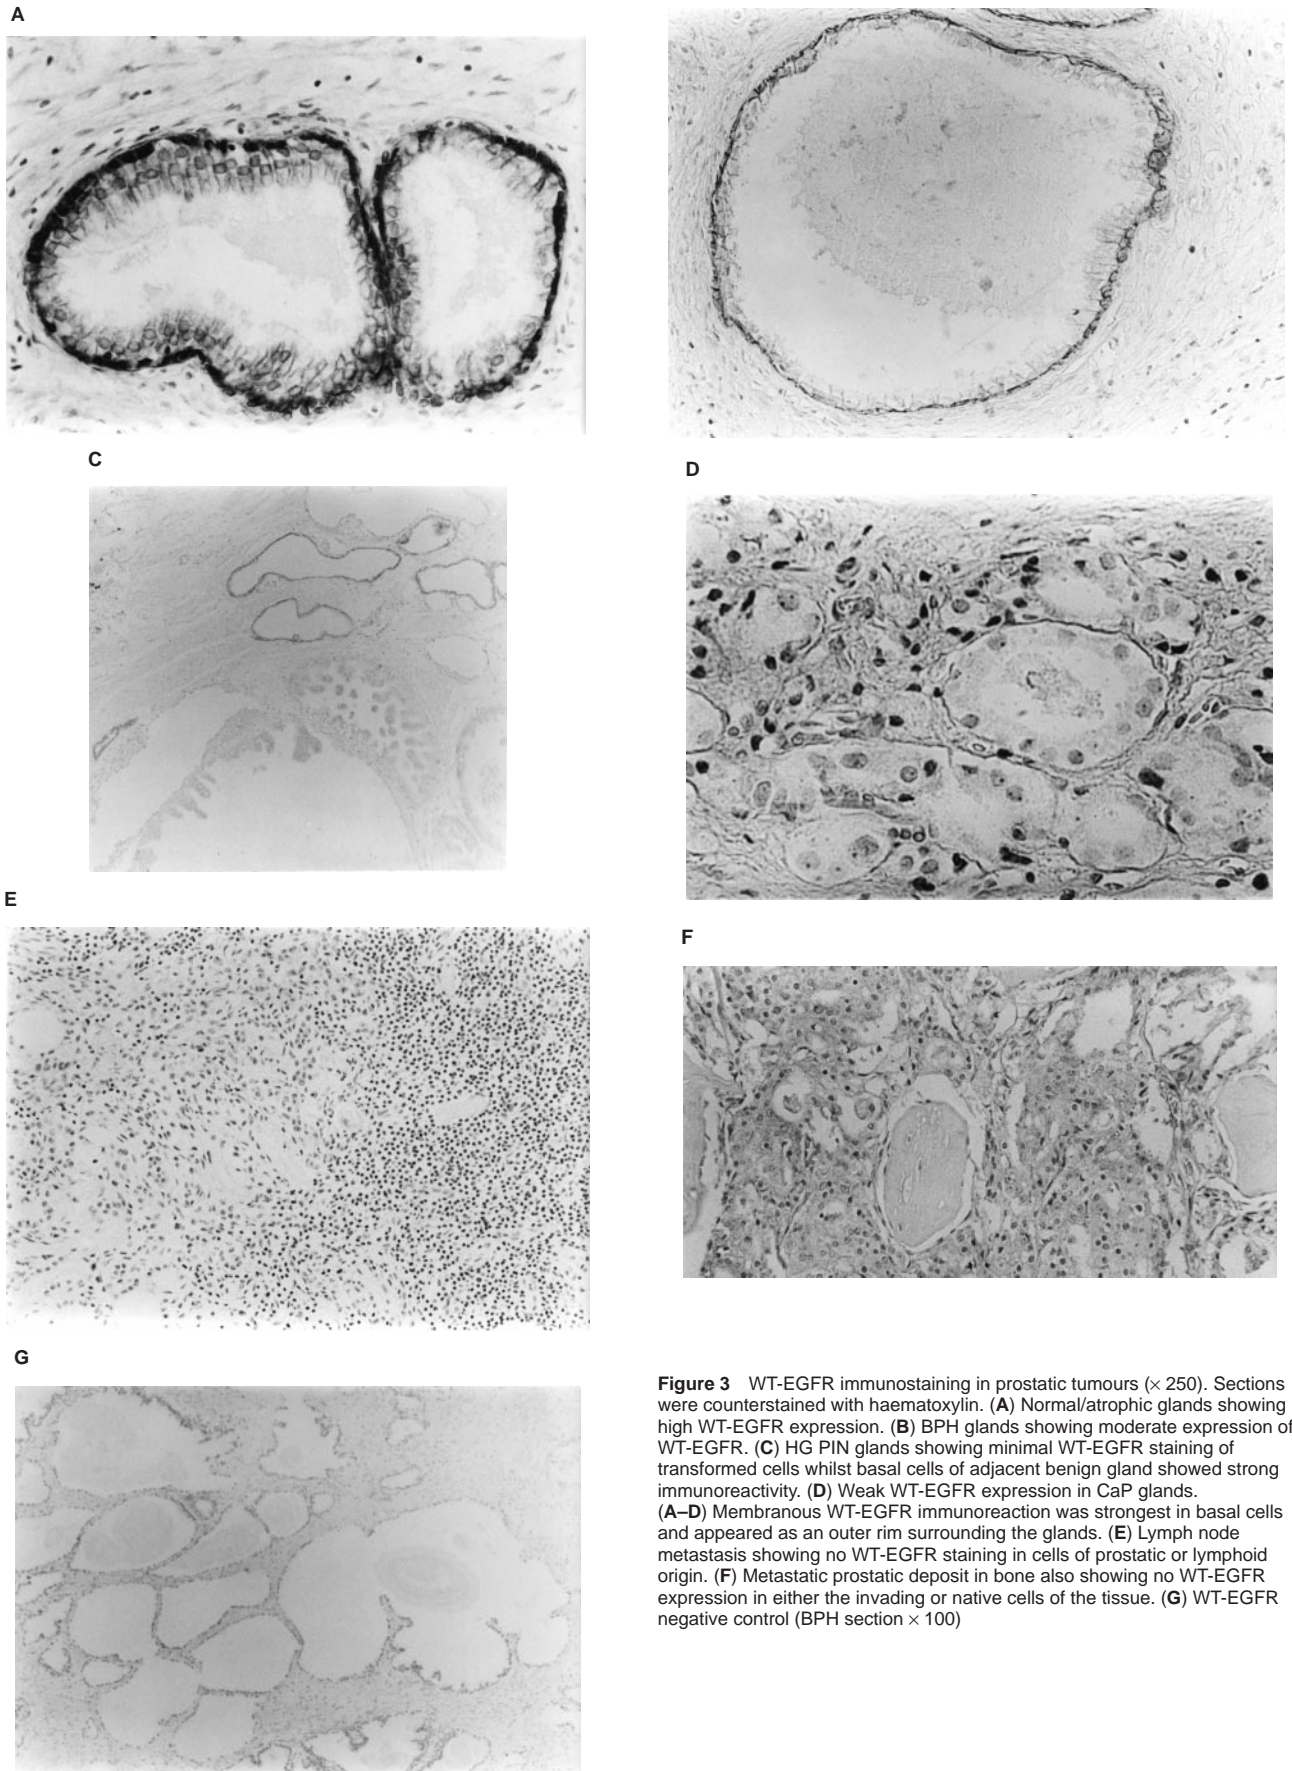 A
C
D
E
F
G
Figure 3 WT-EGFR immunostaining in prostatic tumours (× 250). Sections
were counterstained with haematoxylin. (A) Normal/atrophic glands showing
high WT-EGFR expression. (B) BPH glands showing moderate expression of
WT-EGFR. (C) HG PIN glands showing minimal WT-EGFR staining of
transformed cells whilst basal cells of adjacent benign gland showed strong
immunoreactivity. (D) Weak WT-EGFR expression in CaP glands.
(A–D) Membranous WT-EGFR immunoreaction was strongest in basal cells
and appeared as an outer rim surrounding the glands. (E) Lymph node
metastasis showing no WT-EGFR staining in cells of prostatic or lymphoid
origin. (F) Metastatic prostatic deposit in bone also showing no WT-EGFR
expression in either the invading or native cells of the tissue. (G) WT-EGFR
negative control (BPH section × 100)